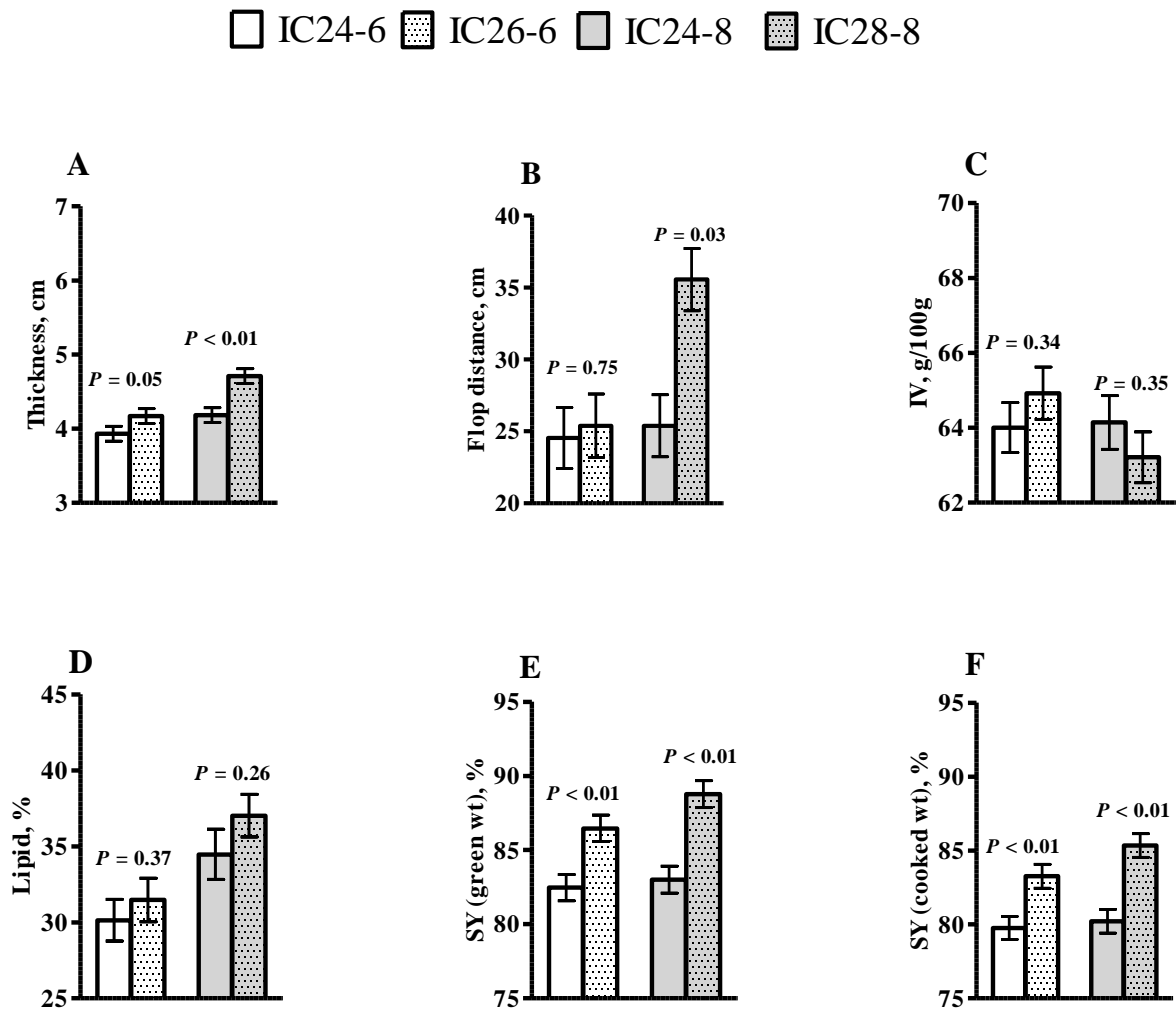 IC24-6 IC26-6 IC24-8 IC28-8
A
Thickness, cm
7
6
5
4
3
P = 0.05
P < 0.01
B
Flop distance, cm
40
35
30
25
20
P = 0.75
P = 0.03
C
IV, g/100g
70
68
66
64
62
P = 0.34
P = 0.35
D
Lipid, %
45
40
35
30
25
P = 0.37
P = 0.26
E
SY (green wt), %
95
90
85
80
75
P < 0.01
P < 0.01
F
SY (cooked wt), %
95
90
85
80
75
P < 0.01
P < 0.01